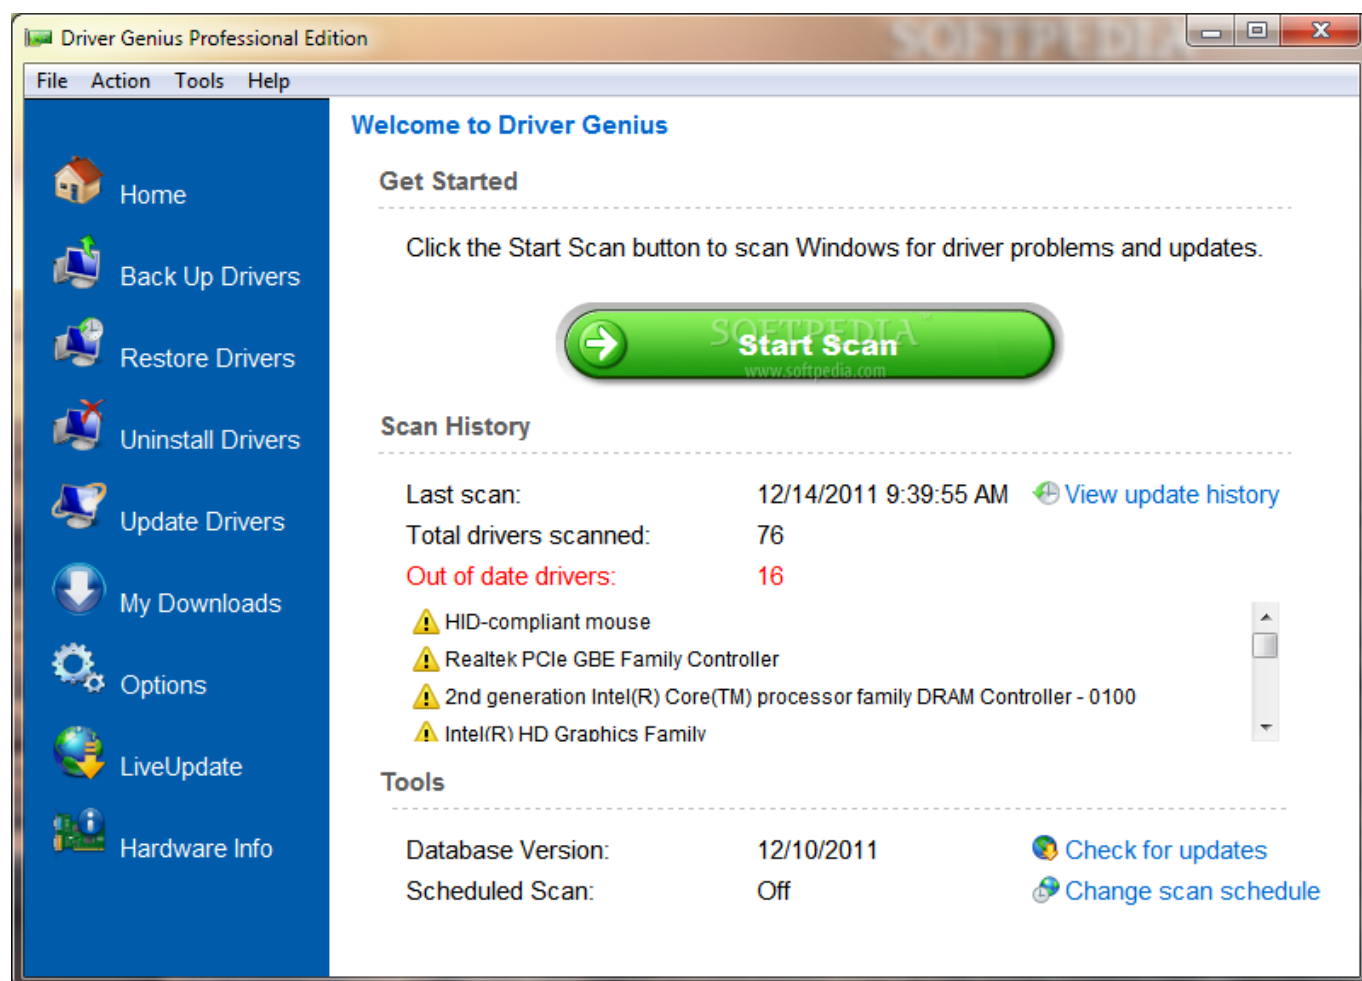 Driver Genius Professional Edition
SOFTPEDIA
File Action Tools Help
Welcome to Driver Genius
Home
Get Started
Click the Start Scan button to scan Windows for driver problems and updates.
Back Up Drivers
SOFTPEDIA™
Start Scan
www.softpedia.com
Restore Drivers
Uninstall Drivers
Scan History
Last scan: 12/14/2011 9:39:55 AM View update history
Update Drivers
Total drivers scanned: 76
Out of date drivers: 16
My Downloads
HID-compliant mouse
Realtek PCIe GBE Family Controller
Options
2nd generation Intel(R) Core(TM) processor family DRAM Controller - 0100
Intel(R) HD Graphics Family
LiveUpdate
Tools
Hardware Info
Database Version: 12/10/2011 Check for updates
Scheduled Scan: Off Change scan schedule